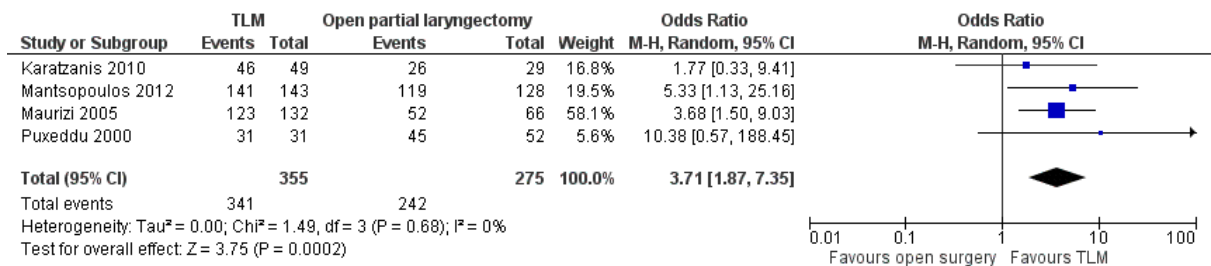 TLM Open partial laryngectomy Odds Ratio Odds Ratio
Study or Subgroup Events Total Events Total Weight M-H, Random, 95% CI M-H, Random, 95% CI
Karatzanis 2010 46 49 26 29 16.8% 1.77 [0.33, 9.41]
Mantsopoulos 2012 141 143 119 128 19.5% 5.33 [1.13, 25.16]
Maurizi 2005 123 132 52 66 58.1% 3.68 [1.50, 9.03]
Puxeddu 2000 31 31 45 52 5.6% 10.38 [0.57, 188.45]
Total (95% CI) 355 275 100.0% 3.71 [1.87, 7.35]
Total events 341 242
Heterogeneity: Tau² = 0.00; Chi² = 1.49, df = 3 (P = 0.68); I² = 0%
Test for overall effect: Z = 3.75 (P = 0.0002)
0.01 0.1 1 10 100
Favours open surgery Favours TLM